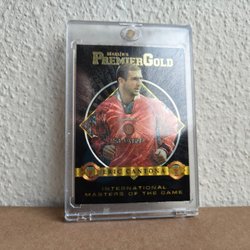 MERLIN'S
PREMIER GOLD
ERIC CANTONA
INTERNATIONAL
MASTERS OF THE GAME